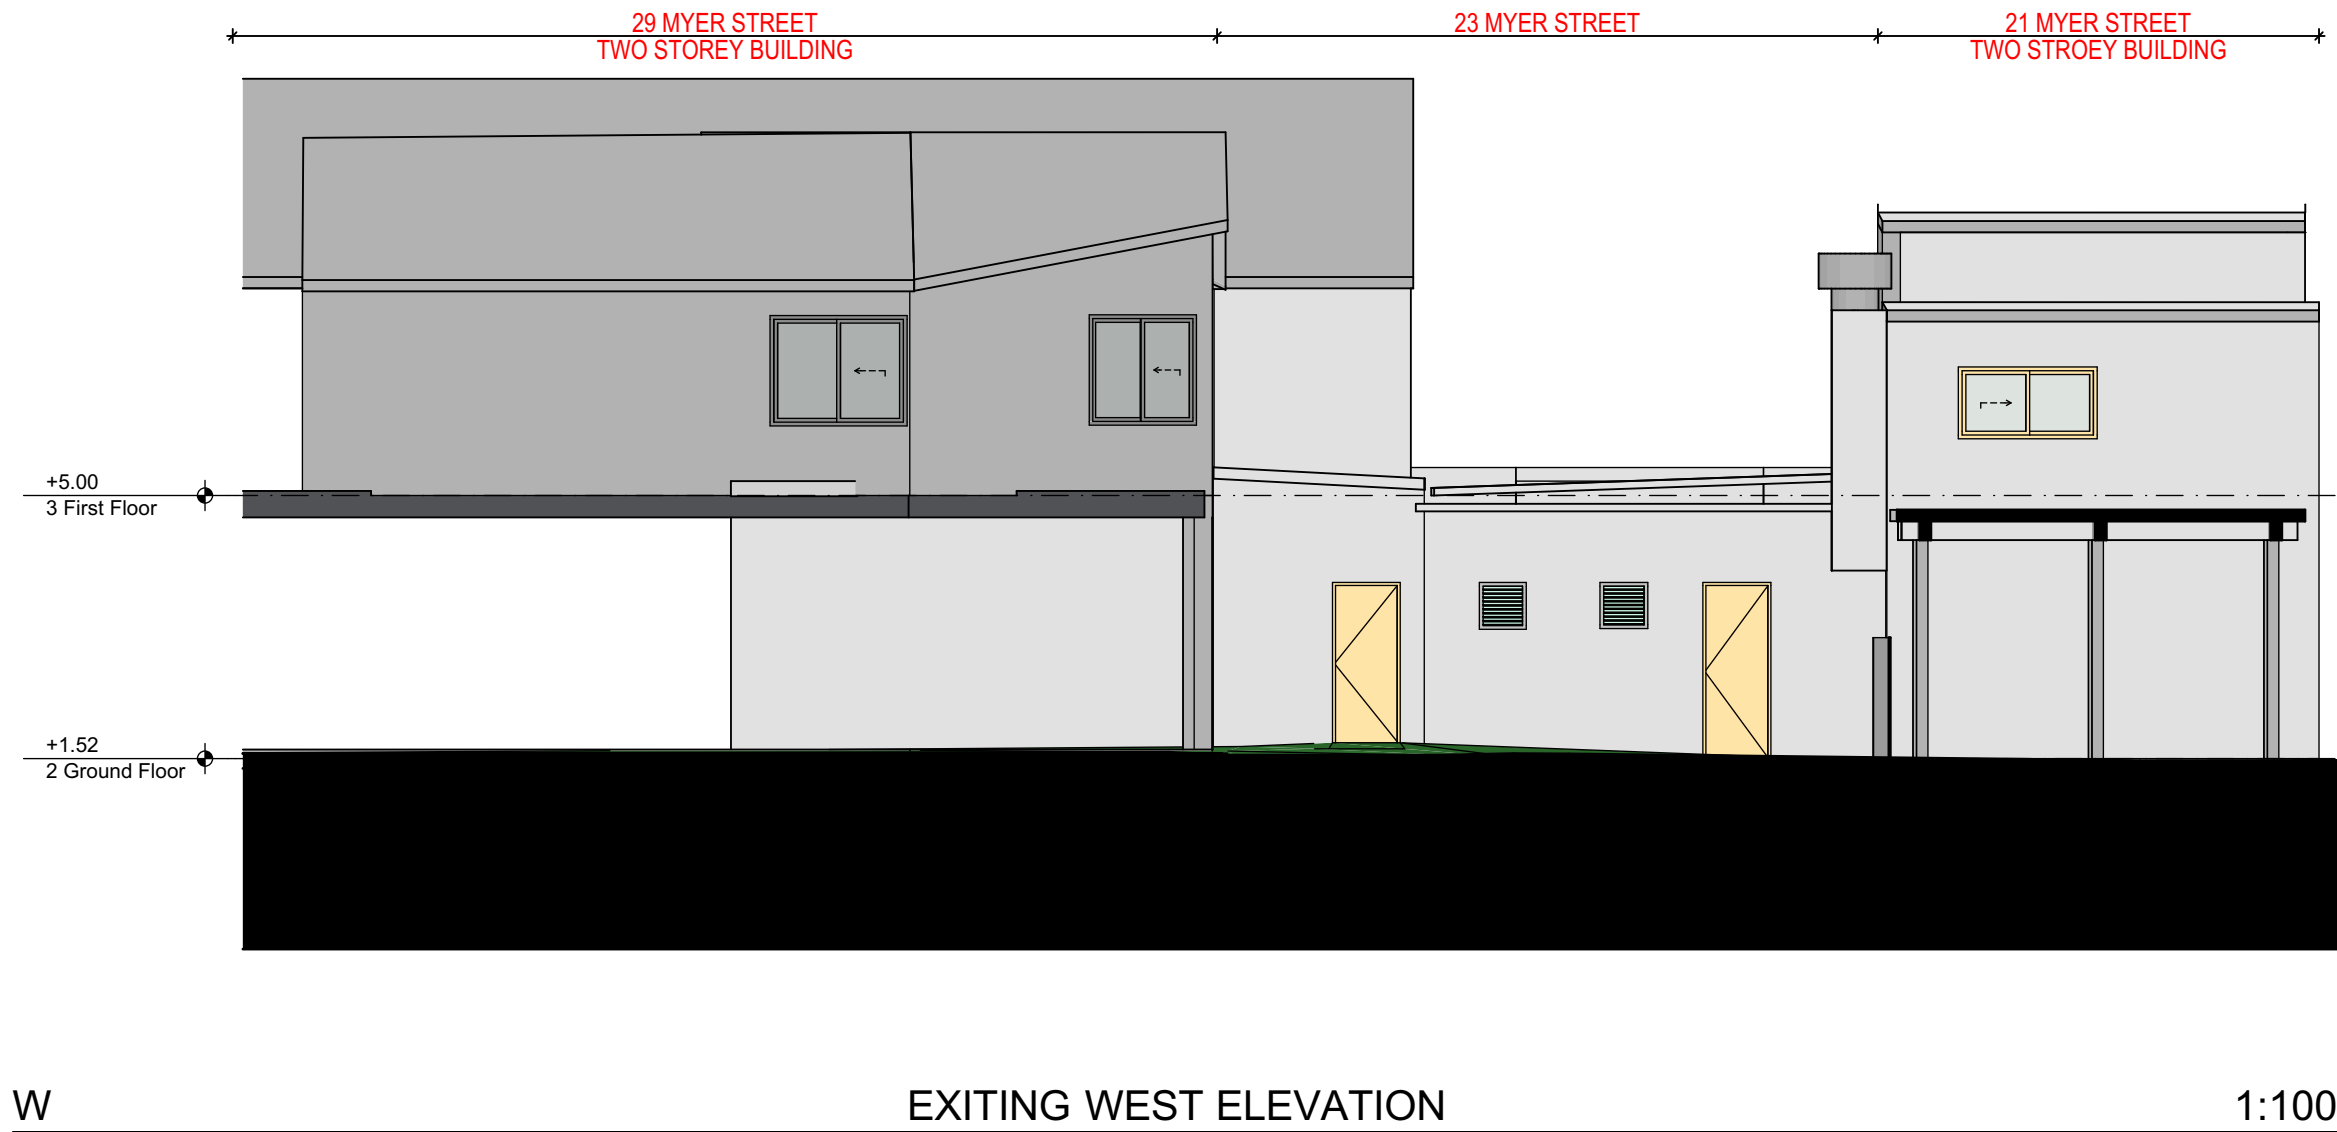 29 MYER STREET
TWO STOREY BUILDING
23 MYER STREET
21 MYER STREET
TWO STROEY BUILDING
+5.00
3 First Floor
+1.52
2 Ground Floor
W
EXITING WEST ELEVATION
1:100